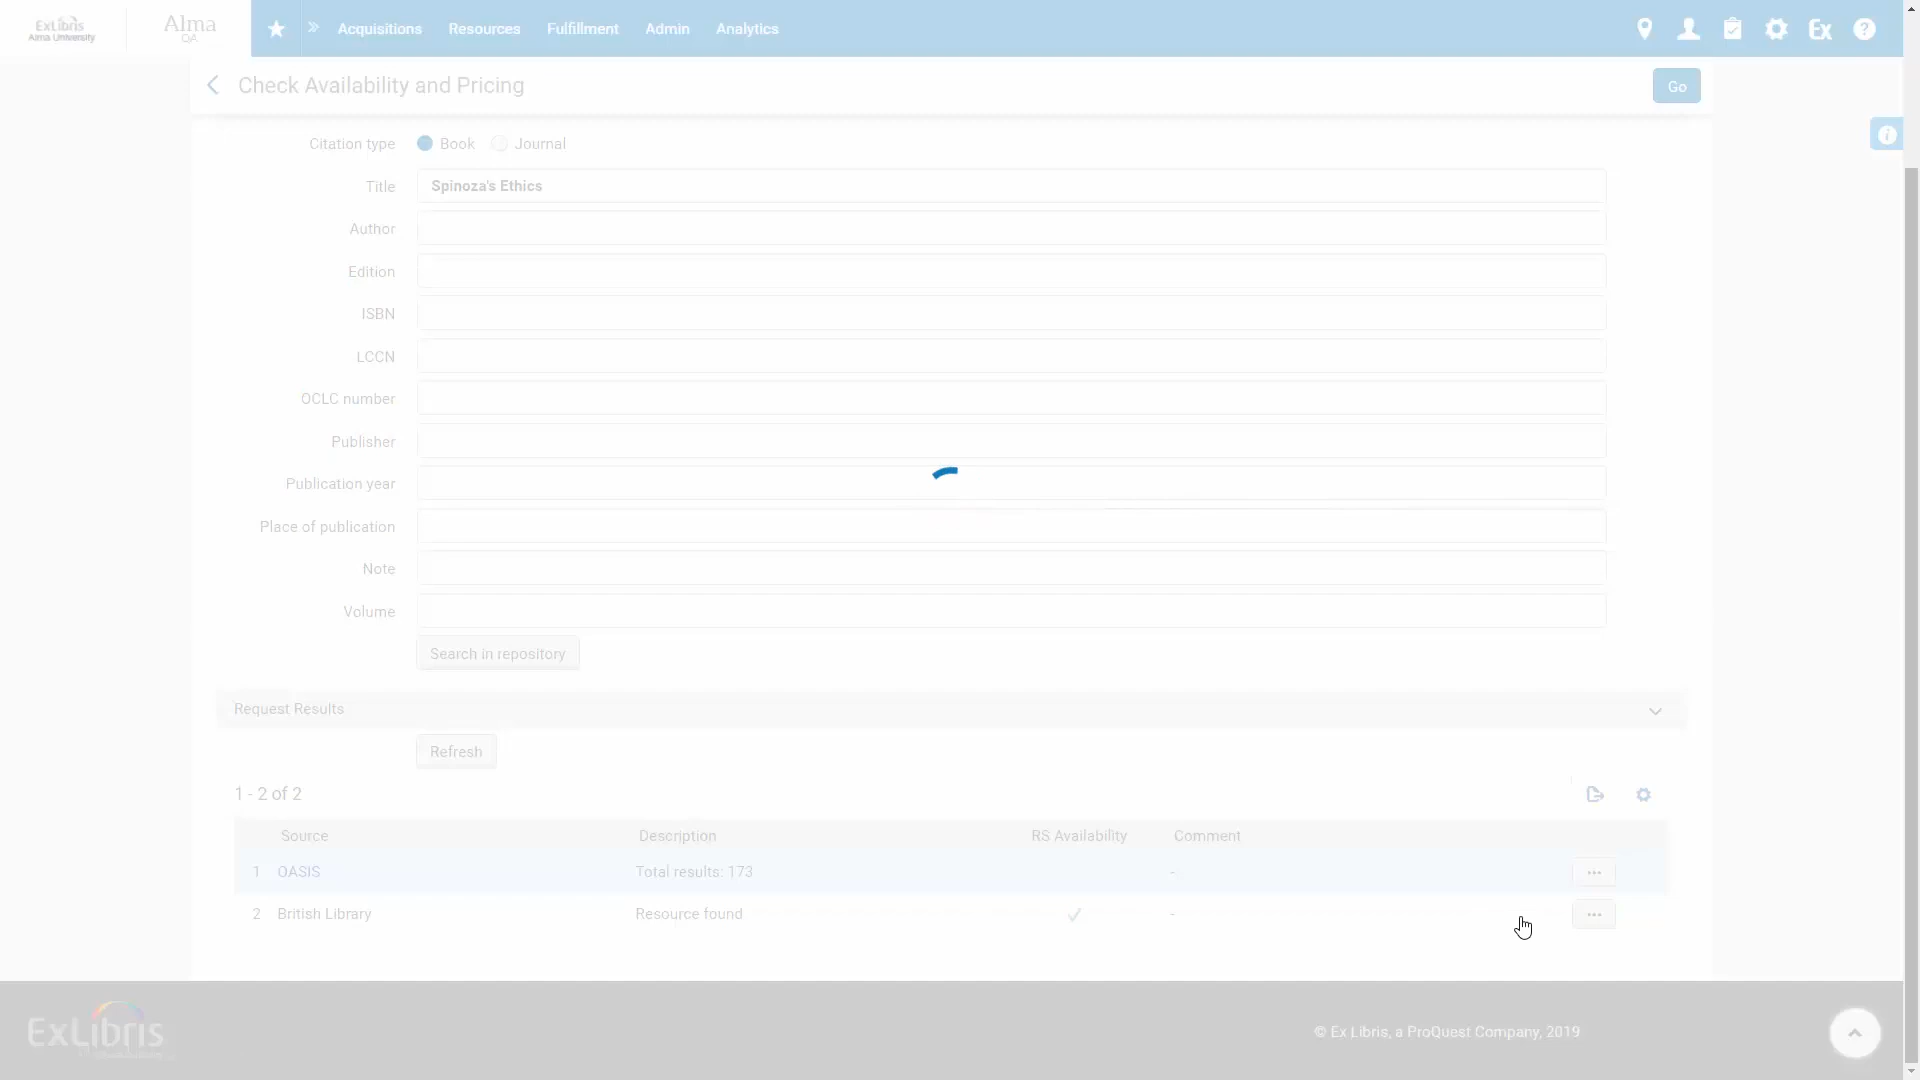 ExLibris
Alma University
Alma
QA
Acquisitions
Resources
Fulfillment
Admin
Analytics
Ex
?
Check Availability and Pricing
Go
Citation type
Book
Journal
i
Title
Spinoza's Ethics
Author
Edition
ISBN
LCCN
OCLC number
Publisher
Publication year
Place of publication
Note
Volume
Search in repository
Request Results
Refresh
1 - 2 of 2
Source Description RS Availability Comment
1 OASIS Total results: 173 -
2 British Library Resource found -
ExLibris
© Ex Libris, a ProQuest Company, 2019